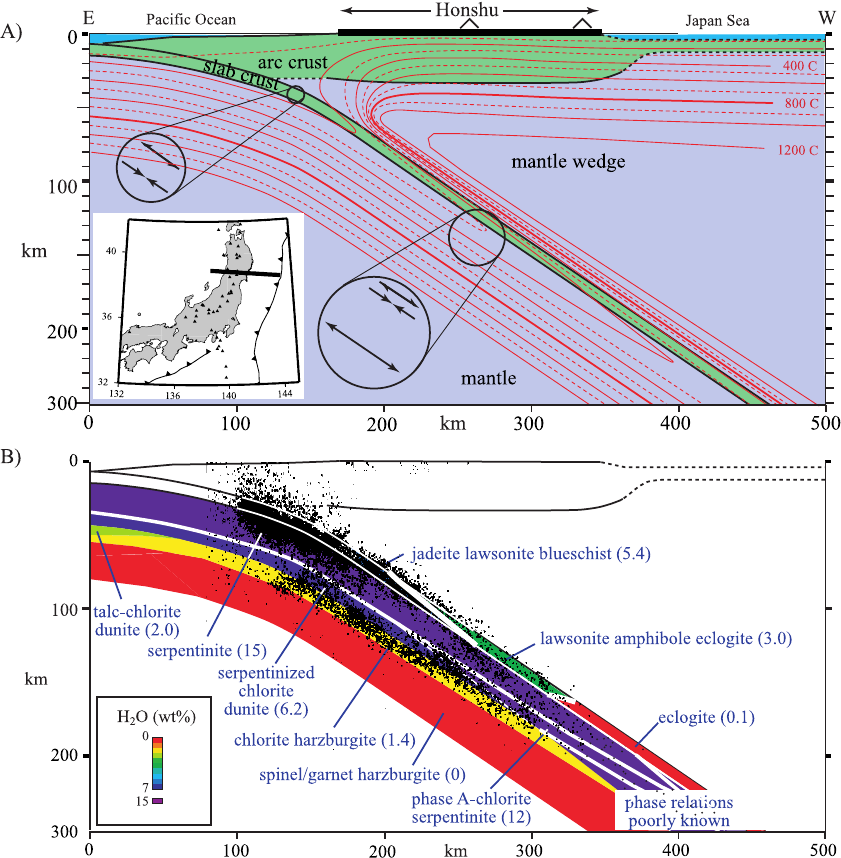 E
Pacific Ocean
Honshu
Japan Sea
W
A)
0
100
km
200
300
arc crust
slab crust
400 C
800 C
1200 C
mantle wedge
mantle
40
36
32
132
136
140
144
0
100
200
km
300
400
500
B)
0
100
km
200
300
jadeite lawsonite blueschist (5.4)
talc-chlorite
dunite (2.0)
serpentinite (15)
lawsonite amphibole eclogite (3.0)
serpentinized
chlorite
dunite (6.2)
eclogite (0.1)
chlorite harzburgite (1.4)
spinel/garnet harzburgite (0)
phase A-chlorite
serpentinite (12)
phase relations
poorly known
H₂O (wt%)
0
7
15
0
100
200
km
300
400
500